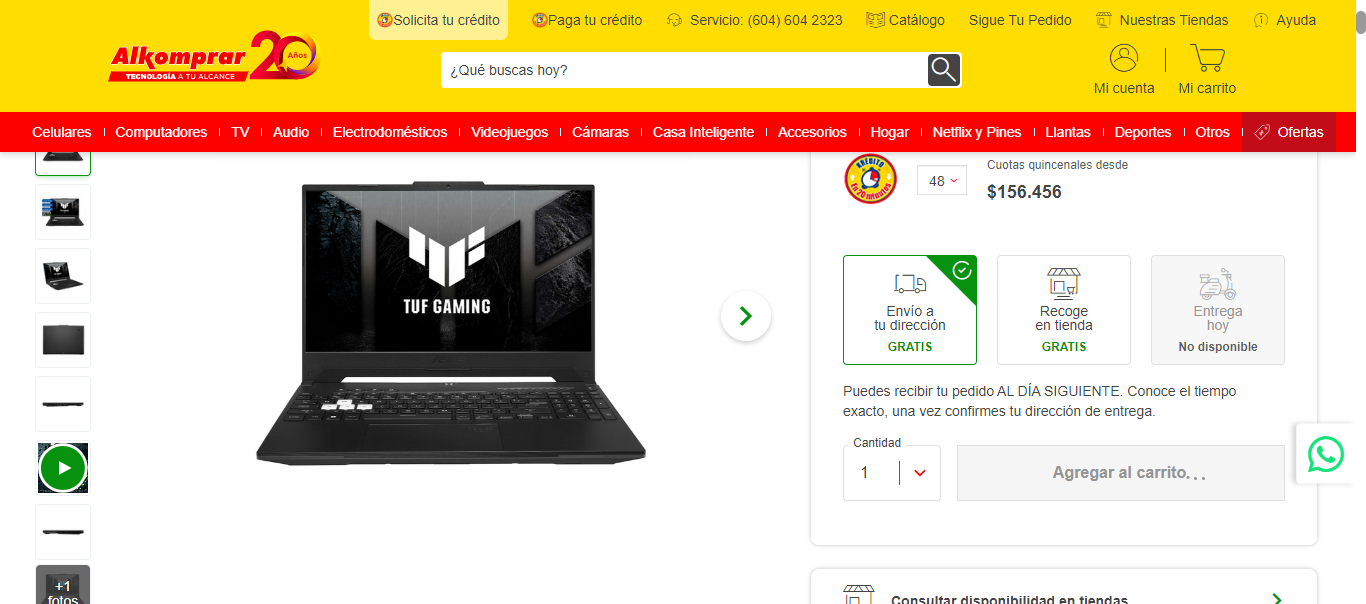 Solicita tu crédito
Paga tu crédito
Servicio: (604) 604 2323
Catálogo
Sigue Tu Pedido
Nuestras Tiendas
Ayuda
Alkomprar
20 Años
TECNOLOGÍA A TU ALCANCE
¿Qué buscas hoy?
Mi cuenta
Mi carrito
Celulares
Computadores
TV
Audio
Electrodomésticos
Videojuegos
Cámaras
Casa Inteligente
Accesorios
Hogar
Netflix y Pines
Llantas
Deportes
Otros
Ofertas
KREDITO
En 20 minutos
48
Cuotas quincenales desde
$156.456
TUF GAMING
Envío a
tu dirección
GRATIS
Recoge
en tienda
GRATIS
Entrega
hoy
No disponible
Puedes recibir tu pedido AL DÍA SIGUIENTE. Conoce el tiempo
exacto, una vez confirmes tu dirección de entrega.
Cantidad
1
Agregar al carrito...
+1
fotos
Consultar disponibilidad en tiendas